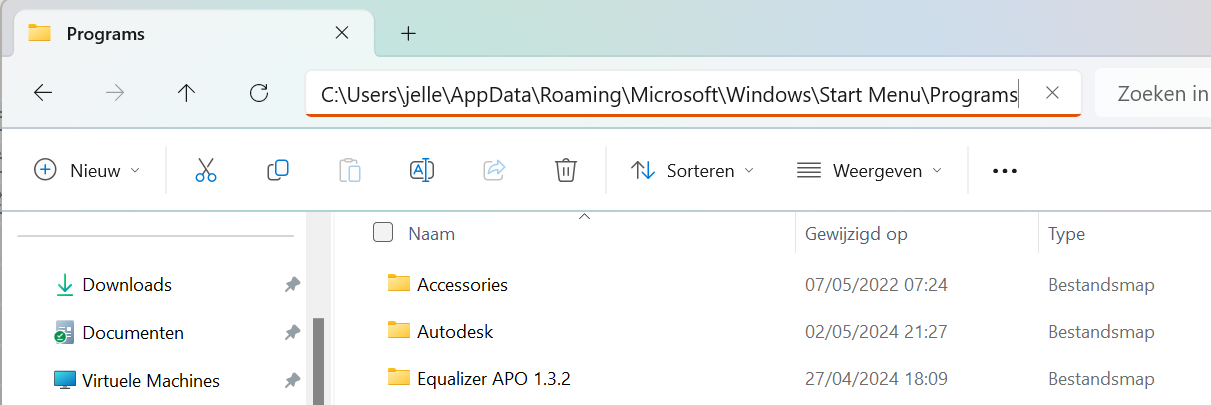 Programs
C:\Users\jelle\AppData\Roaming\Microsoft\Windows\Start Menu\Programs
Zoeken in
Nieuw
Sorteren
Weergeven
Naam Gewijzigd op Type
Downloads
Documenten
Virtuele Machines
Accessories 07/05/2022 07:24 Bestandsmap
Autodesk 02/05/2024 21:27 Bestandsmap
Equalizer APO 1.3.2 27/04/2024 18:09 Bestandsmap